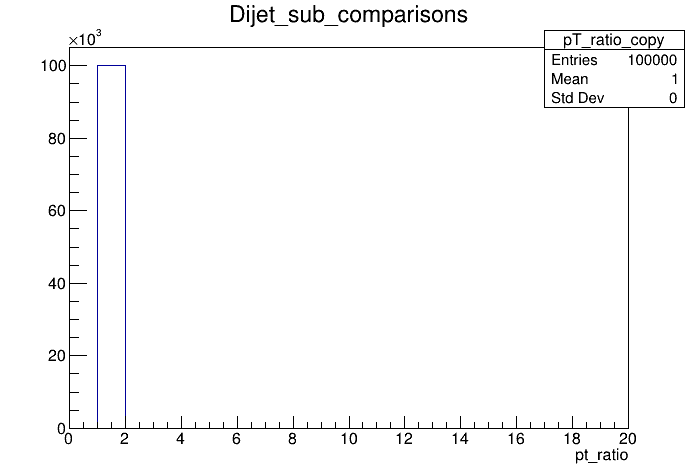 Dijet_sub_comparisons
×10³
pT_ratio_copy
Entries 100000
Mean 1
Std Dev 0
100
80
60
40
20
0
0 2 4 6 8 10 12 14 16 18 20
pt_ratio